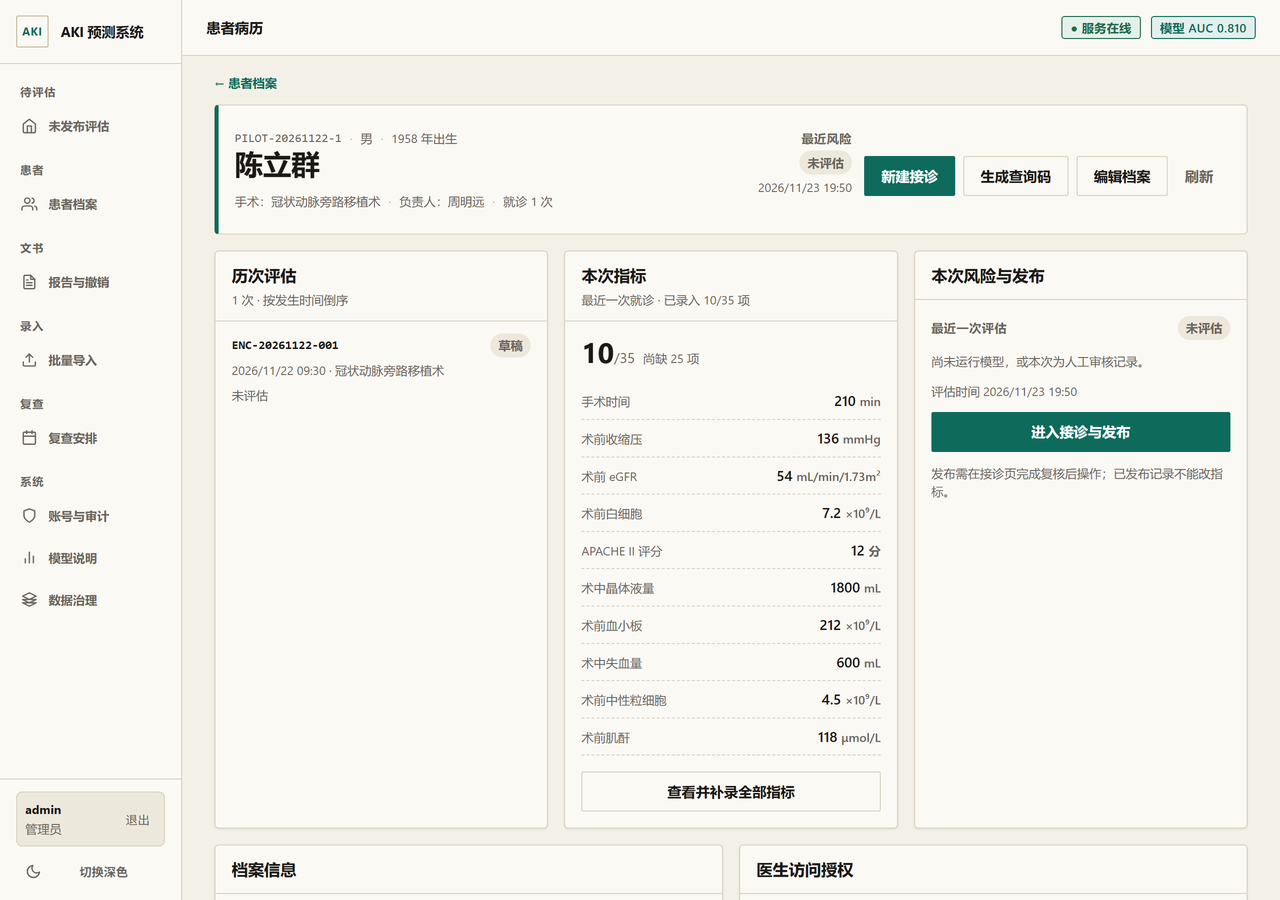 AKI
AKI 预测系统
待评估
未发布评估
患者
患者档案
文书
报告与撤销
录入
批量导入
复查
复查安排
系统
账号与审计
模型说明
数据治理
admin
管理员
退出
切换深色
患者病历
● 服务在线
模型 AUC 0.810
← 患者档案
PILOT-20261122-1 · 男 · 1958 年出生
陈立群
手术：冠状动脉旁路移植术 · 负责人：周明远 · 就诊 1 次
最近风险
未评估
2026/11/23 19:50
新建接诊
生成查询码
编辑档案
刷新
历次评估
1 次 · 按发生时间倒序
ENC-20261122-001
草稿
2026/11/22 09:30 · 冠状动脉旁路移植术
未评估
本次指标
最近一次就诊 · 已录入 10/35 项
10/35 尚缺 25 项
手术时间 210 min
术前收缩压 136 mmHg
术前 eGFR 54 mL/min/1.73m²
术前白细胞 7.2 ×10⁹/L
APACHE II 评分 12 分
术中晶体液量 1800 mL
术前血小板 212 ×10⁹/L
术中失血量 600 mL
术前中性粒细胞 4.5 ×10⁹/L
术前肌酐 118 μmol/L
查看并补录全部指标
本次风险与发布
最近一次评估
未评估
尚未运行模型，或本次为人工审核记录。
评估时间 2026/11/23 19:50
进入接诊与发布
发布需在接诊页完成复核后操作；已发布记录不能改指
标。
档案信息
医生访问授权